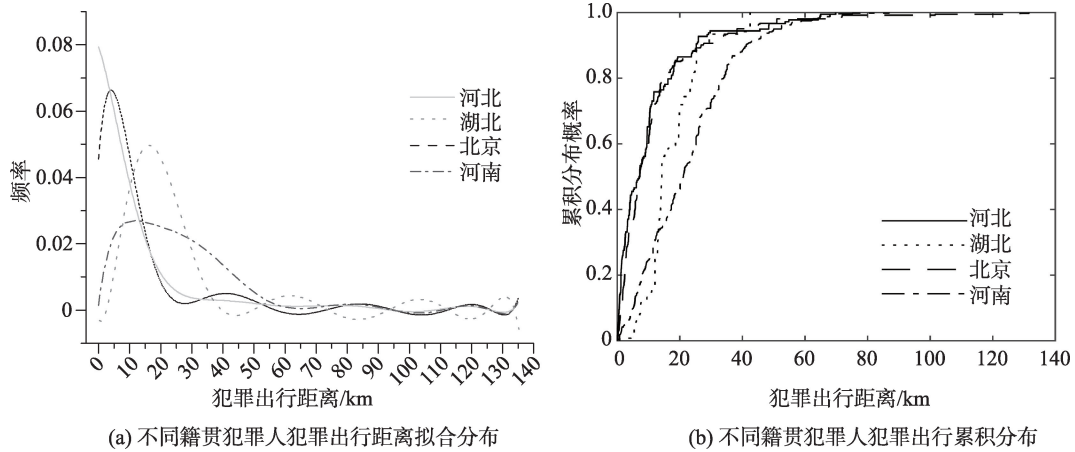 0.08
0.06
0.04
0.02
0
频率
河北
湖北
北京
河南
0 10 20 30 40 50 60 70 80 90 100 110 120 130 140
犯罪出行距离/km
(a) 不同籍贯犯罪人犯罪出行距离拟合分布
1.0
0.8
0.6
0.4
0.2
0
累积分布概率
河北
湖北
北京
河南
0 20 40 60 80 100 120 140
犯罪出行距离/km
(b) 不同籍贯犯罪人犯罪出行累积分布